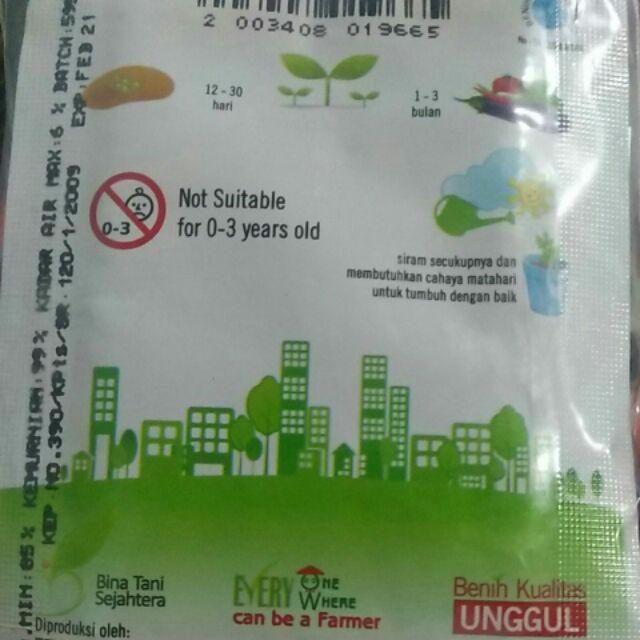 2 003408 019665
12 - 30
hari
1 - 3
bulan
0-3
Not Suitable
for 0-3 years old
siram secukupnya dan
membutuhkan cahaya matahari
untuk tumbuh dengan baik
Bina Tani
Sejahtera
EVERY ONE
WHERE
can be a Farmer
Benih Kualitas
UNGGUL
Diproduksi oleh:
MIN: 85 % KEMURNIAN: 99 % KADAR AIR MAX: 6 % BATCH: 599
KEP NO. 390/Kpts/SR 120/1/2009 EXP: FEB 21